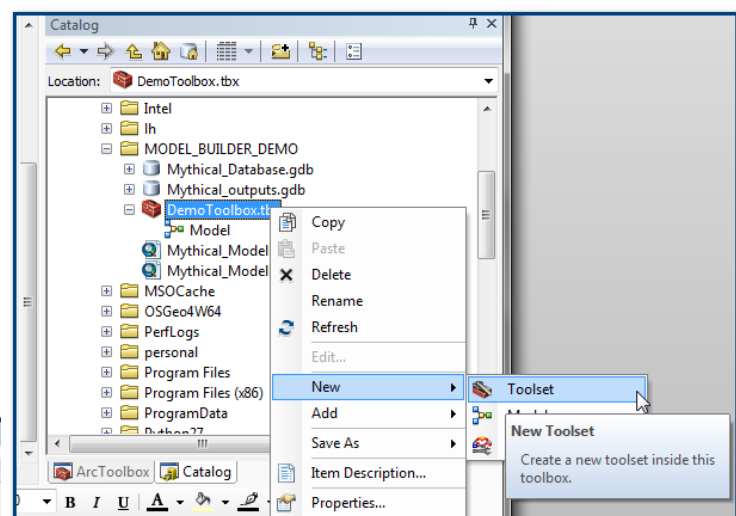 Catalog
Location: DemoToolbox.tbx
Intel
lh
MODEL_BUILDER_DEMO
Mythical_Database.gdb
Mythical_outputs.gdb
DemoToolbox.tb
Model
Mythical_Model
Mythical_Model
MSOCache
OSGeo4W64
PerfLogs
personal
Program Files
Program Files (x86)
ProgramData
Python27
ArcToolbox
Catalog
B I U A
Copy
Paste
Delete
Rename
Refresh
Edit...
New
Add
Save As
Item Description...
Properties...
Toolset
New Toolset
Create a new toolset inside this
toolbox.